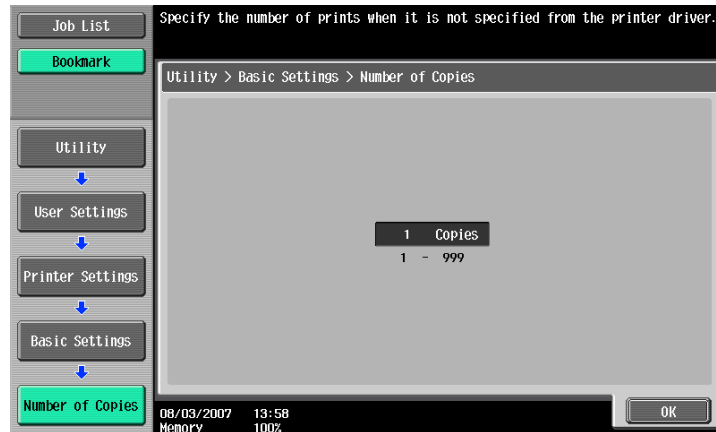 Job List
Bookmark
Utility
User Settings
Printer Settings
Basic Settings
Number of Copies
Specify the number of prints when it is not specified from the printer driver.
Utility > Basic Settings > Number of Copies
1 Copies
1 - 999
08/03/2007 13:58
Memory 100%
OK